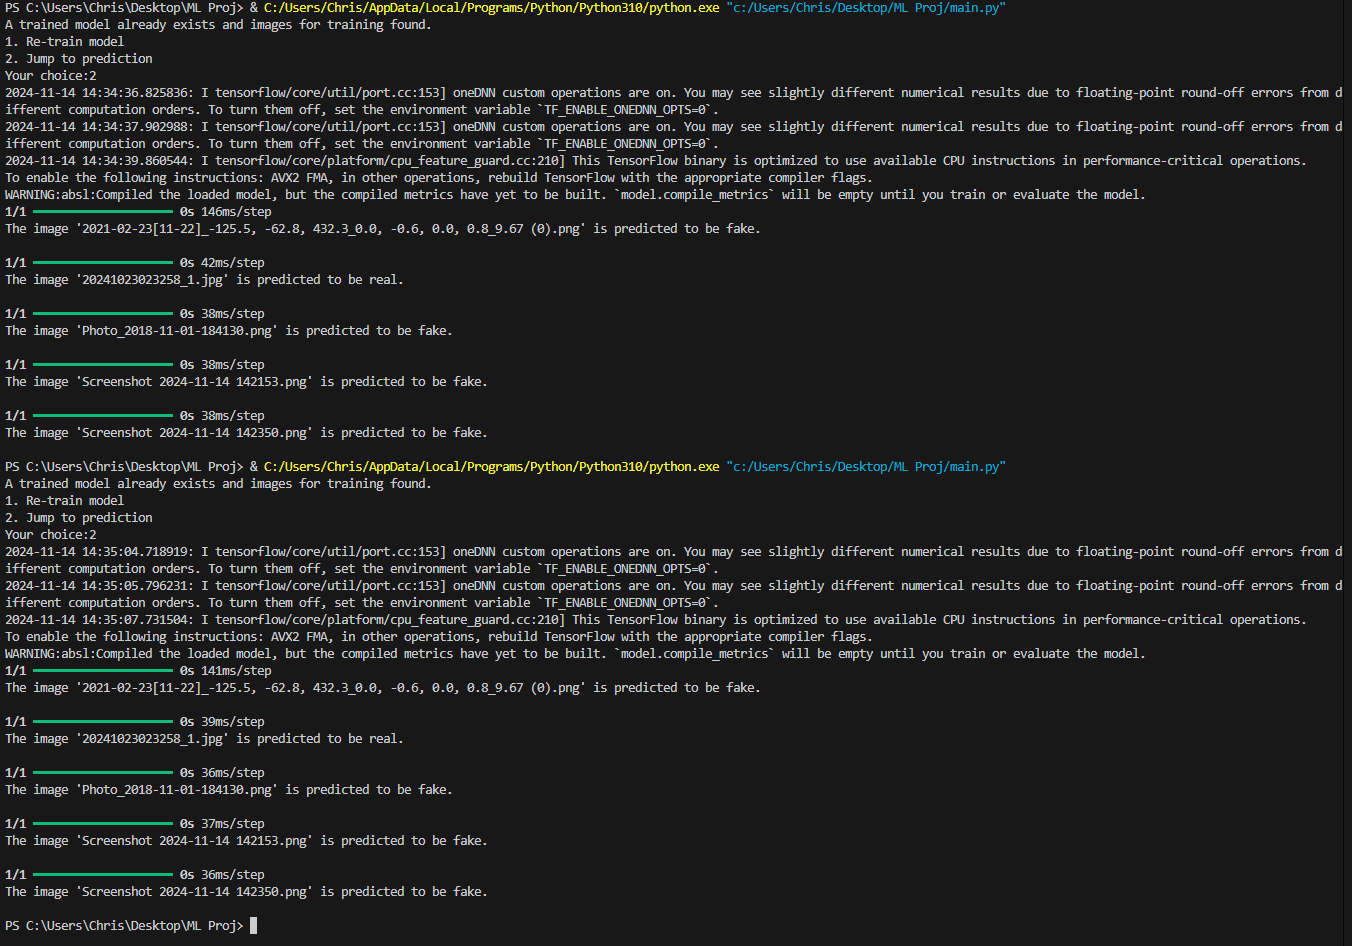 PS C:\Users\Chris\Desktop\ML Proj> & C:/Users/Chris/AppData/Local/Programs/Python/Python310/python.exe "c:/Users/Chris/Desktop/ML Proj/main.py"
A trained model already exists and images for training found.
1. Re-train model
2. Jump to prediction
Your choice:2
2024-11-14 14:34:36.825836: I tensorflow/core/util/port.cc:153] oneDNN custom operations are on. You may see slightly different numerical results due to floating-point round-off errors from d
ifferent computation orders. To turn them off, set the environment variable `TF_ENABLE_ONEDNN_OPTS=0`.
2024-11-14 14:34:37.902988: I tensorflow/core/util/port.cc:153] oneDNN custom operations are on. You may see slightly different numerical results due to floating-point round-off errors from d
ifferent computation orders. To turn them off, set the environment variable `TF_ENABLE_ONEDNN_OPTS=0`.
2024-11-14 14:34:39.860544: I tensorflow/core/platform/cpu_feature_guard.cc:210] This TensorFlow binary is optimized to use available CPU instructions in performance-critical operations.
To enable the following instructions: AVX2 FMA, in other operations, rebuild TensorFlow with the appropriate compiler flags.
WARNING:absl:Compiled the loaded model, but the compiled metrics have yet to be built. `model.compile_metrics` will be empty until you train or evaluate the model.
1/1 ━━━━━━━━━━━━━━━━━━━━ 0s 146ms/step
The image '2021-02-23[11-22]_-125.5, -62.8, 432.3_0.0, -0.6, 0.0, 0.8_9.67 (0).png' is predicted to be fake.
1/1 ━━━━━━━━━━━━━━━━━━━━ 0s 42ms/step
The image '20241023023258_1.jpg' is predicted to be real.
1/1 ━━━━━━━━━━━━━━━━━━━━ 0s 38ms/step
The image 'Photo_2018-11-01-184130.png' is predicted to be fake.
1/1 ━━━━━━━━━━━━━━━━━━━━ 0s 38ms/step
The image 'Screenshot 2024-11-14 142153.png' is predicted to be fake.
1/1 ━━━━━━━━━━━━━━━━━━━━ 0s 38ms/step
The image 'Screenshot 2024-11-14 142350.png' is predicted to be fake.
PS C:\Users\Chris\Desktop\ML Proj> & C:/Users/Chris/AppData/Local/Programs/Python/Python310/python.exe "c:/Users/Chris/Desktop/ML Proj/main.py"
A trained model already exists and images for training found.
1. Re-train model
2. Jump to prediction
Your choice:2
2024-11-14 14:35:04.718919: I tensorflow/core/util/port.cc:153] oneDNN custom operations are on. You may see slightly different numerical results due to floating-point round-off errors from d
ifferent computation orders. To turn them off, set the environment variable `TF_ENABLE_ONEDNN_OPTS=0`.
2024-11-14 14:35:05.796231: I tensorflow/core/util/port.cc:153] oneDNN custom operations are on. You may see slightly different numerical results due to floating-point round-off errors from d
ifferent computation orders. To turn them off, set the environment variable `TF_ENABLE_ONEDNN_OPTS=0`.
2024-11-14 14:35:07.731504: I tensorflow/core/platform/cpu_feature_guard.cc:210] This TensorFlow binary is optimized to use available CPU instructions in performance-critical operations.
To enable the following instructions: AVX2 FMA, in other operations, rebuild TensorFlow with the appropriate compiler flags.
WARNING:absl:Compiled the loaded model, but the compiled metrics have yet to be built. `model.compile_metrics` will be empty until you train or evaluate the model.
1/1 ━━━━━━━━━━━━━━━━━━━━ 0s 141ms/step
The image '2021-02-23[11-22]_-125.5, -62.8, 432.3_0.0, -0.6, 0.0, 0.8_9.67 (0).png' is predicted to be fake.
1/1 ━━━━━━━━━━━━━━━━━━━━ 0s 39ms/step
The image '20241023023258_1.jpg' is predicted to be real.
1/1 ━━━━━━━━━━━━━━━━━━━━ 0s 36ms/step
The image 'Photo_2018-11-01-184130.png' is predicted to be fake.
1/1 ━━━━━━━━━━━━━━━━━━━━ 0s 37ms/step
The image 'Screenshot 2024-11-14 142153.png' is predicted to be fake.
1/1 ━━━━━━━━━━━━━━━━━━━━ 0s 36ms/step
The image 'Screenshot 2024-11-14 142350.png' is predicted to be fake.
PS C:\Users\Chris\Desktop\ML Proj>